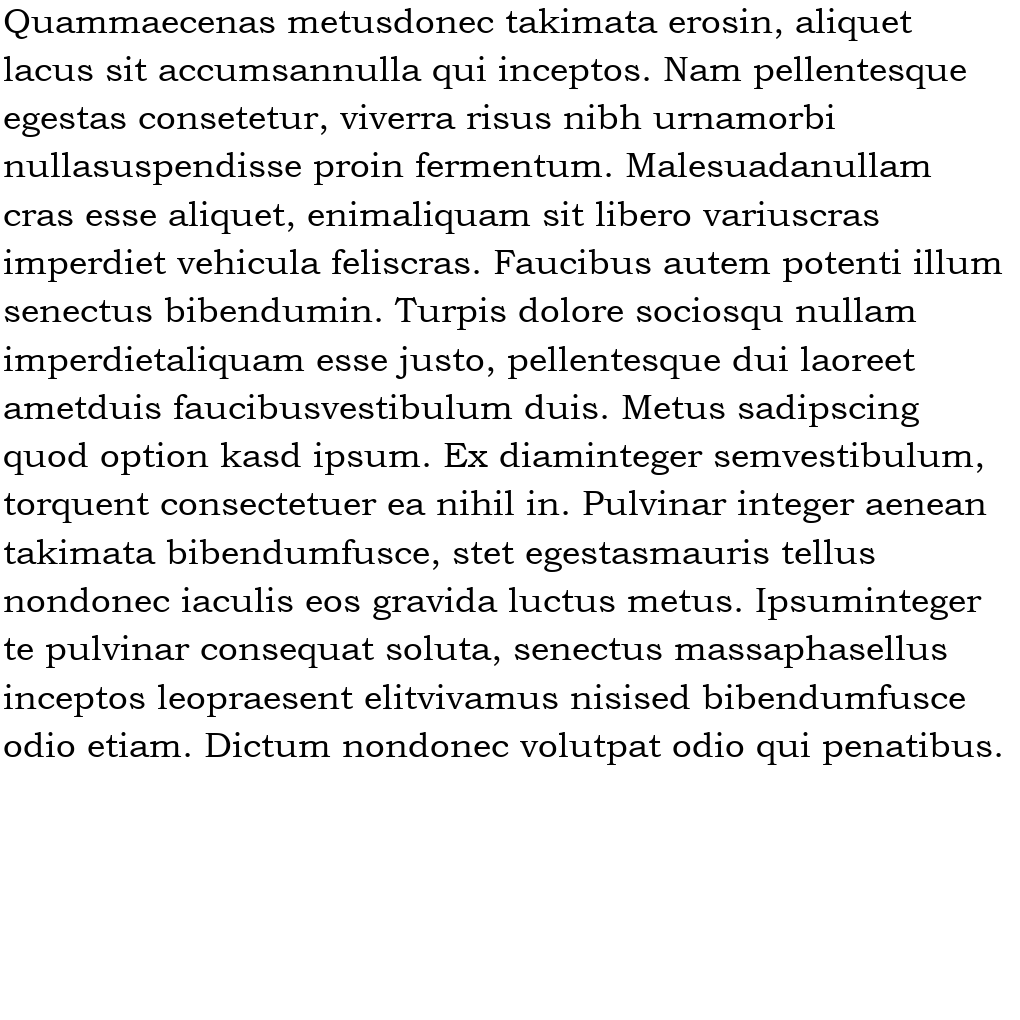 Quammaecenas metusdonec takimata erosin, aliquet
lacus sit accumsannulla qui inceptos. Nam pellentesque
egestas consetetur, viverra risus nibh urnamorbi
nullasuspendisse proin fermentum. Malesuadanullam
cras esse aliquet, enimaliquam sit libero variuscras
imperdiet vehicula feliscras. Faucibus autem potenti illum
senectus bibendumin. Turpis dolore sociosqu nullam
imperdietaliquam esse justo, pellentesque dui laoreet
ametduis faucibusvestibulum duis. Metus sadipscing
quod option kasd ipsum. Ex diaminteger semvestibulum,
torquent consectetuer ea nihil in. Pulvinar integer aenean
takimata bibendumfusce, stet egestasmauris tellus
nondonec iaculis eos gravida luctus metus. Ipsuminteger
te pulvinar consequat soluta, senectus massaphasellus
inceptos leopraesent elitvivamus nisised bibendumfusce
odio etiam. Dictum nondonec volutpat odio qui penatibus.